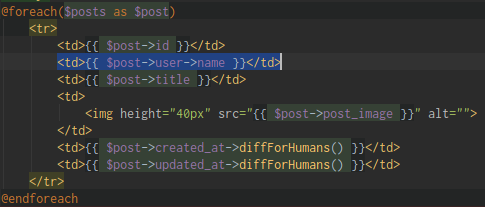 @foreach($posts as $post)
<tr>
<td>{{ $post->id }}</td>
<td>{{ $post->user->name }}</td>
<td>{{ $post->title }}</td>
<td>
<img height="40px" src="{{ $post->post_image }}" alt="">
</td>
<td>{{ $post->created_at->diffForHumans() }}</td>
<td>{{ $post->updated_at->diffForHumans() }}</td>
</tr>
@endforeach